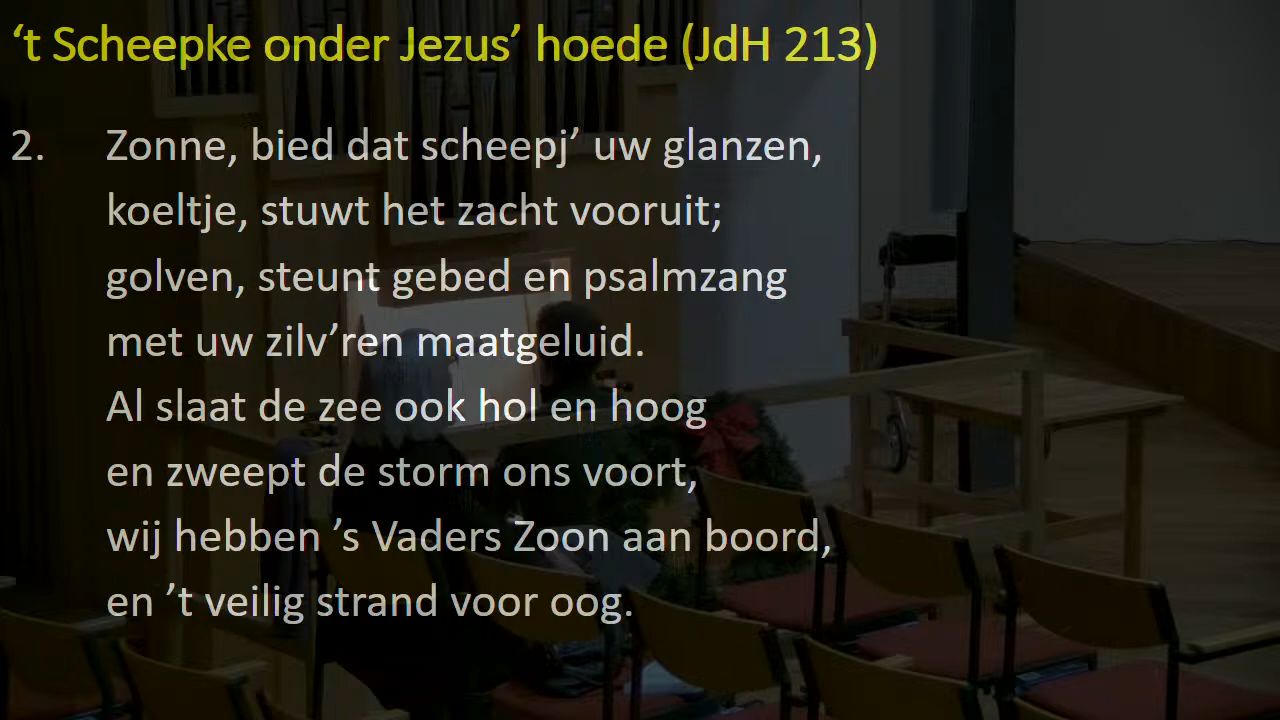 ‘t Scheepke onder Jezus’ hoede (JdH 213)
2. Zonne, bied dat scheepj’ uw glanzen,
koeltje, stuwt het zacht vooruit;
golven, steunt gebed en psalmzang
met uw zilv’ren maatgeluid.
Al slaat de zee ook hol en hoog
en zweept de storm ons voort,
wij hebben ’s Vaders Zoon aan boord,
en ’t veilig strand voor oog.